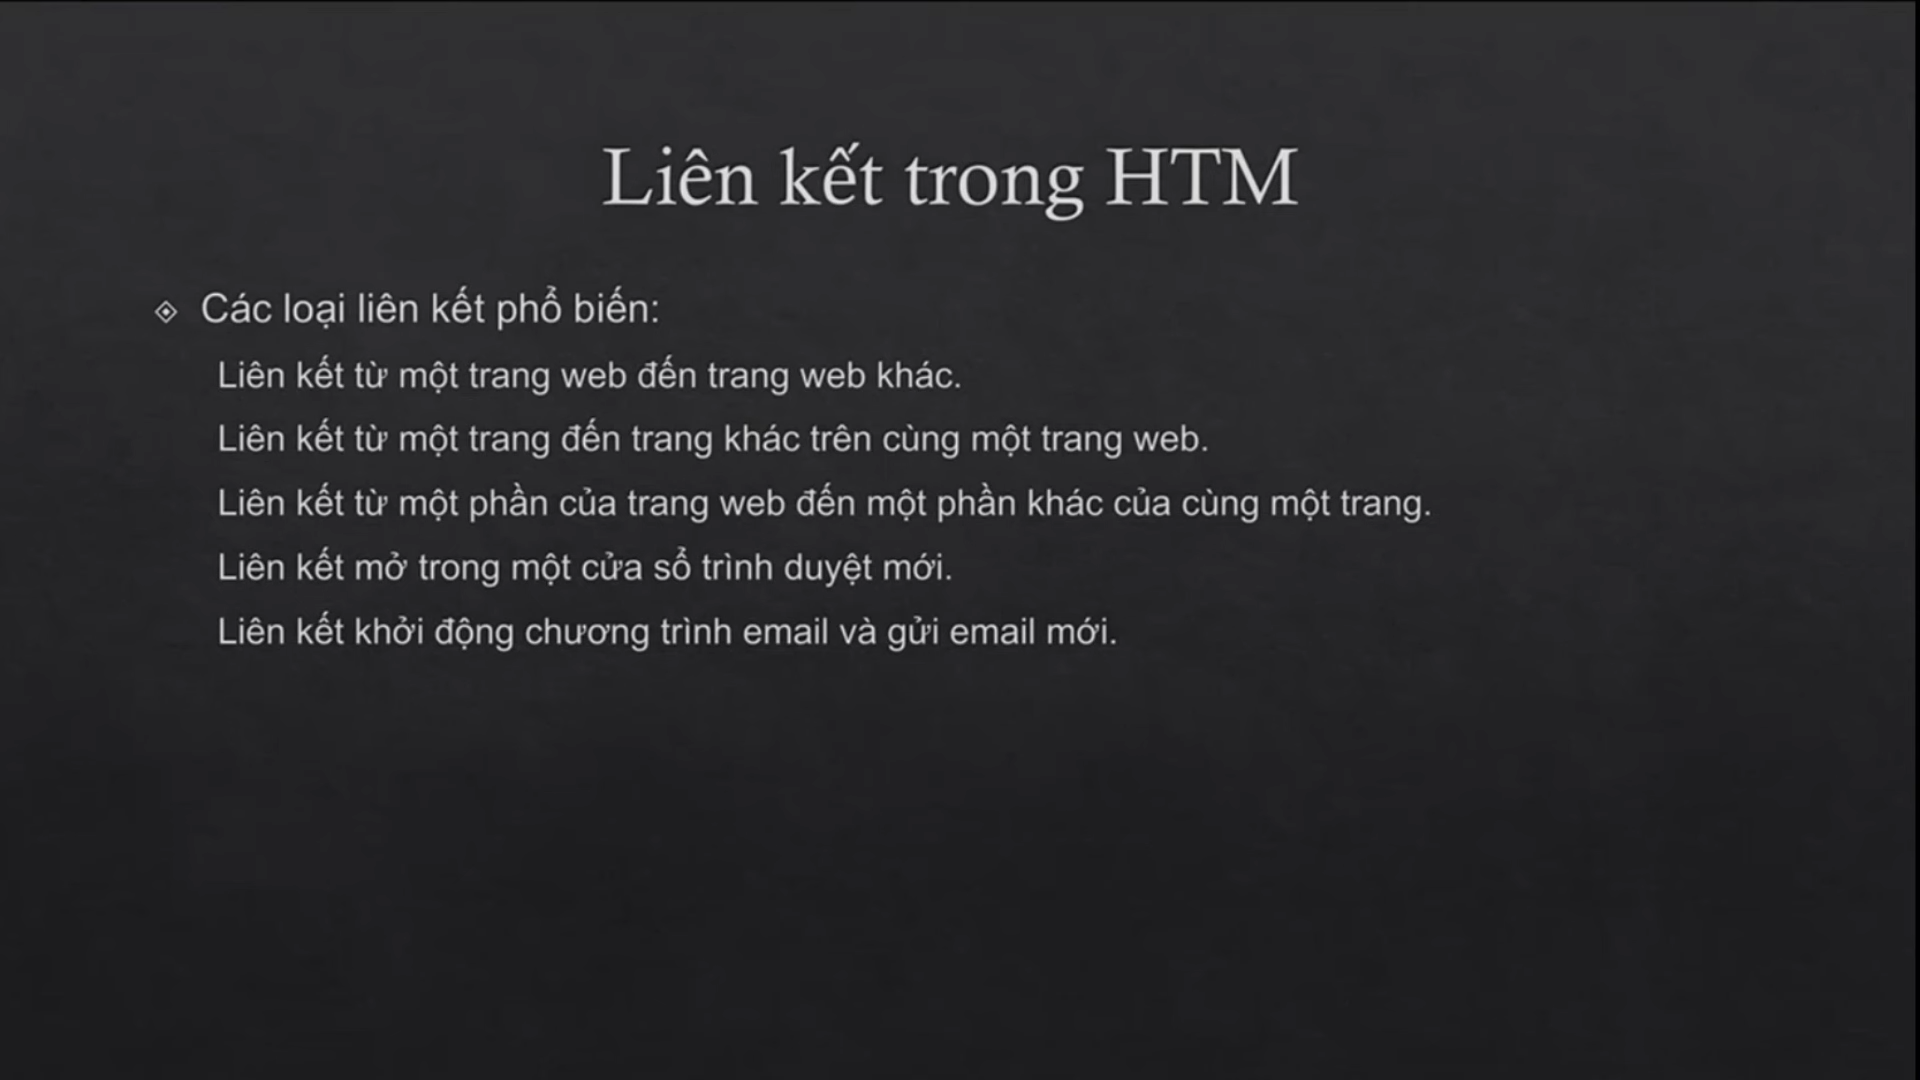 Liên kết trong HTM
Các loại liên kết phổ biến:
Liên kết từ một trang web đến trang web khác.
Liên kết từ một trang đến trang khác trên cùng một trang web.
Liên kết từ một phần của trang web đến một phần khác của cùng một trang.
Liên kết mở trong một cửa sổ trình duyệt mới.
Liên kết khởi động chương trình email và gửi email mới.